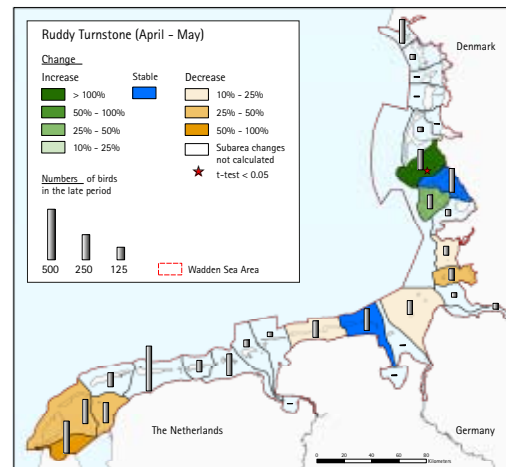 Ruddy Turnstone (April - May)
Denmark
Change
Increase
Stable
Decrease
> 100%
10% - 25%
50% - 100%
25% - 50%
25% - 50%
50% - 100%
10% - 25%
Subarea changes
not calculated
t-test < 0.05
Numbers of birds
in the late period
500
250
125
Wadden Sea Area
The Netherlands
Germany
0
20
40
60
80
Kilometers